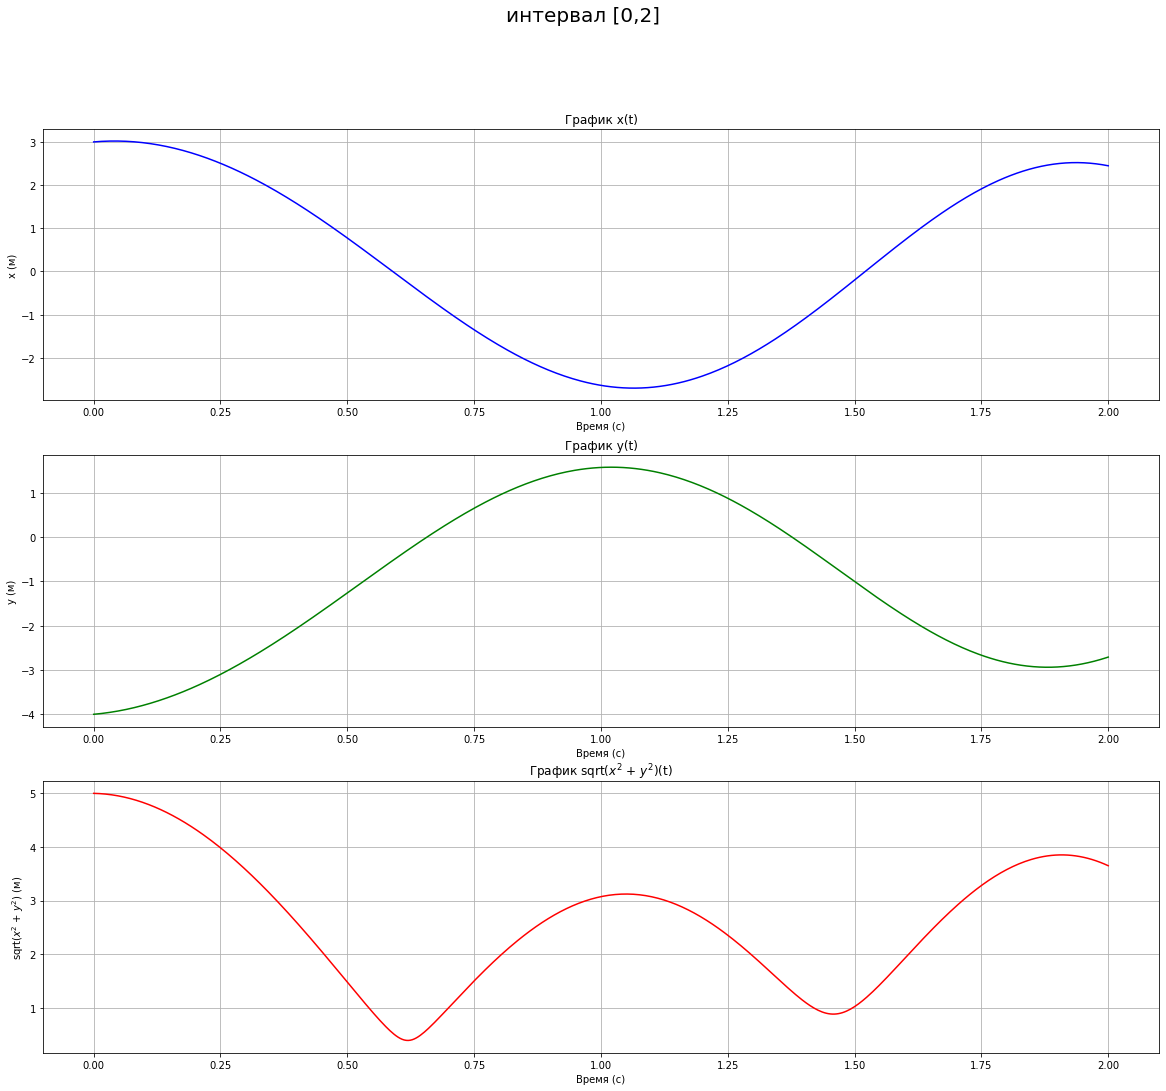 интервал [0,2]
График x(t)
3
2
1
0
−1
−2
x (м)
0.00 0.25 0.50 0.75 1.00 1.25 1.50 1.75 2.00
Время (с)
График y(t)
1
0
−1
−2
−3
−4
y (м)
0.00 0.25 0.50 0.75 1.00 1.25 1.50 1.75 2.00
Время (с)
График sqrt(x² + y²)(t)
5
4
3
2
1
sqrt(x² + y²) (м)
0.00 0.25 0.50 0.75 1.00 1.25 1.50 1.75 2.00
Время (с)